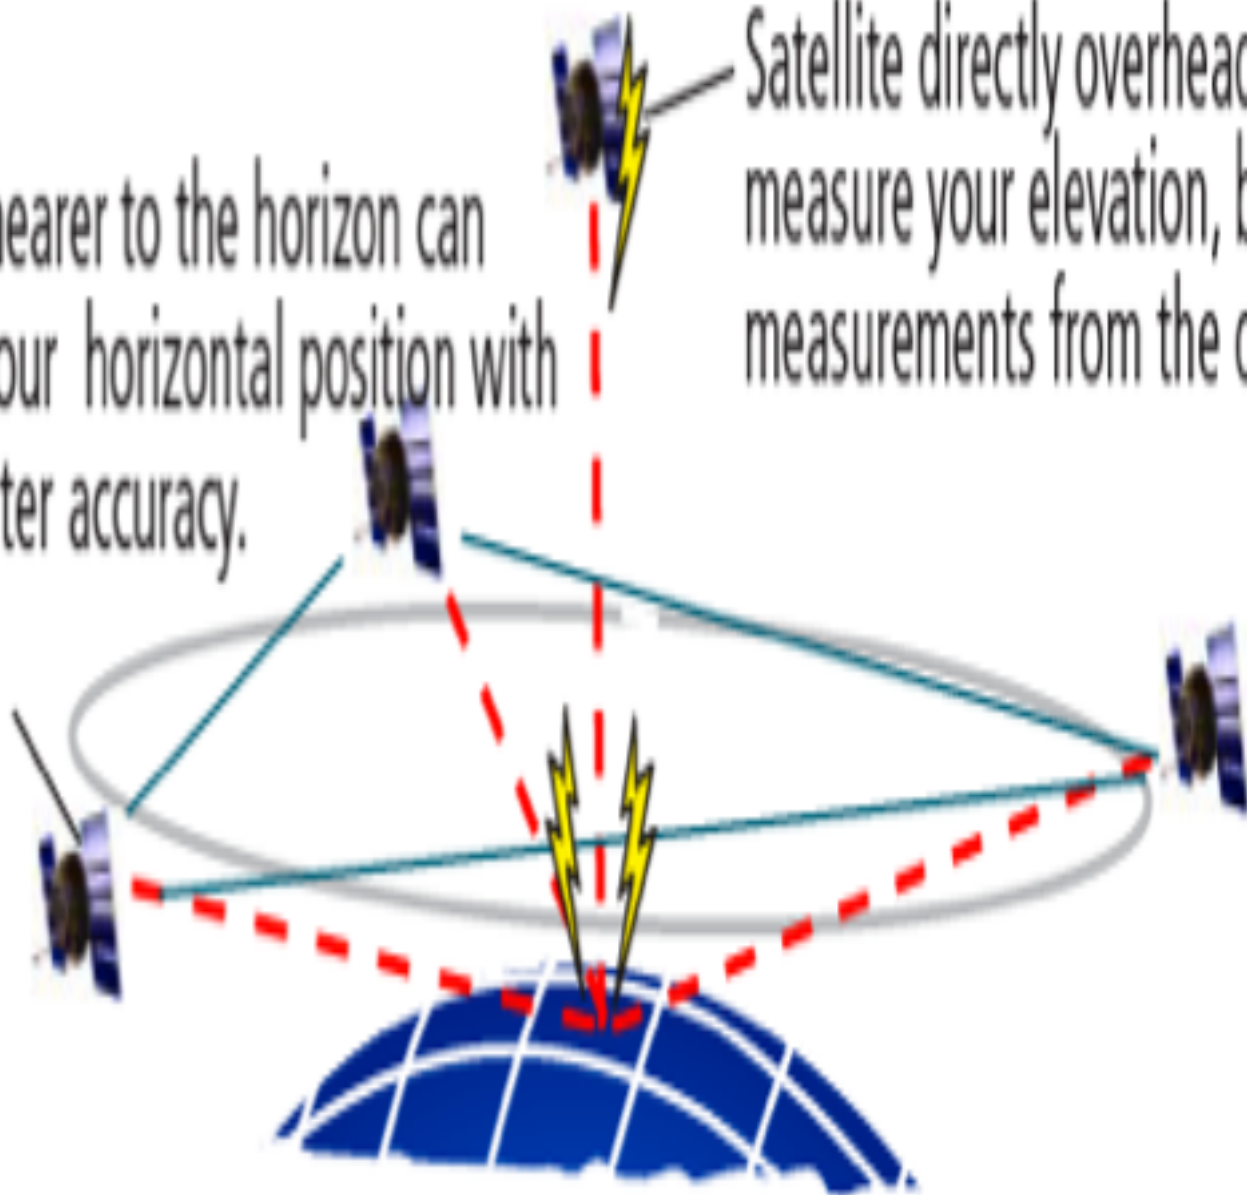 nearer to the horizon can
our horizontal position with
ter accuracy.
Satellite directly overhead
measure your elevation, b
measurements from the